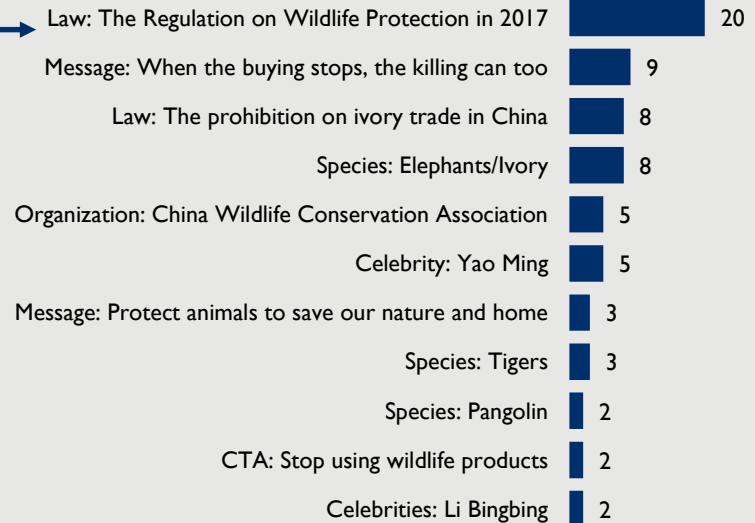 Law: The Regulation on Wildlife Protection in 2017 20
Message: When the buying stops, the killing can too 9
Law: The prohibition on ivory trade in China 8
Species: Elephants/Ivory 8
Organization: China Wildlife Conservation Association 5
Celebrity: Yao Ming 5
Message: Protect animals to save our nature and home 3
Species: Tigers 3
Species: Pangolin 2
CTA: Stop using wildlife products 2
Celebrities: Li Bingbing 2